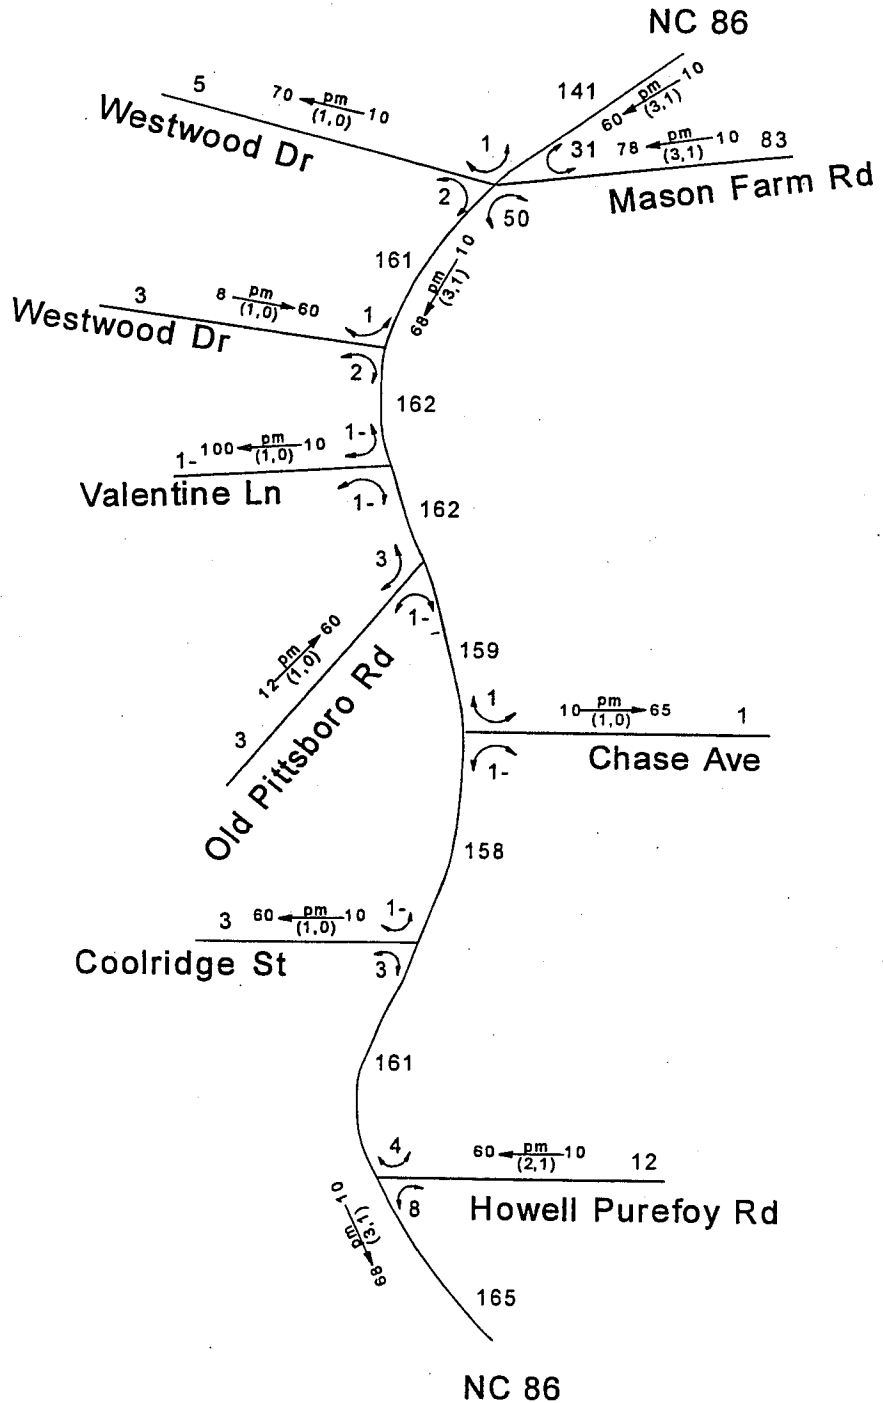 NC 86
5
70 pm 10
(1,0)
Westwood Dr
141
60 pm 10
(3,1)
1
31
78 pm 10
(3,1)
83
Mason Farm Rd
2
50
161
68 pm 10
(3,1)
3
8 pm 60
(1,0)
1
Westwood Dr
2
162
1-
100 pm 10
(1,0)
1-
Valentine Ln
1-
162
3
12 pm 60
(1,0)
1-
3
Old Pittsboro Rd
159
1
10 pm 65
(1,0)
1
Chase Ave
1-
158
3
60 pm 10
(1,0)
1-
Coolridge St
3
161
4
60 pm 10
(2,1)
12
Howell Purefoy Rd
8
68 pm 10
(3,1)
165
NC 86